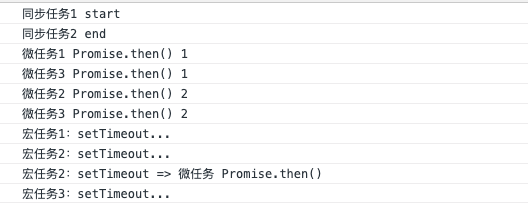 同步任务1 start
同步任务2 end
微任务1 Promise.then() 1
微任务3 Promise.then() 1
微任务2 Promise.then() 2
微任务3 Promise.then() 2
宏任务1：setTimeout...
宏任务2：setTimeout...
宏任务2：setTimeout => 微任务 Promise.then()
宏任务3：setTimeout...